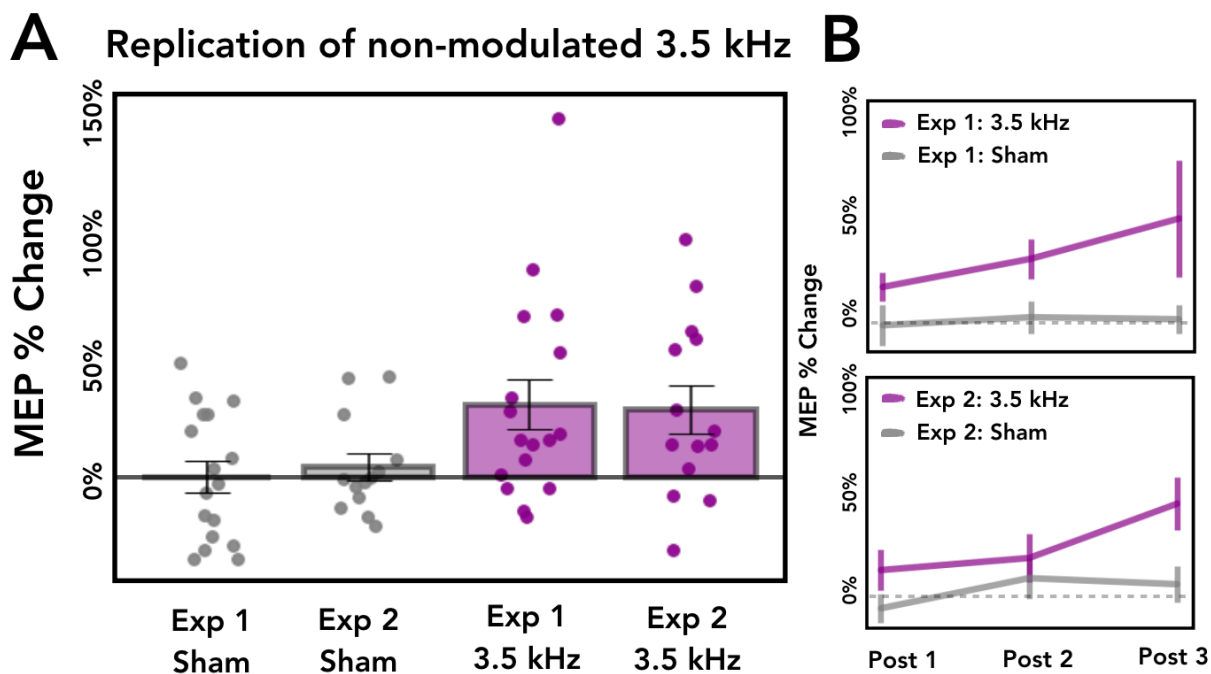 A
Replication of non-modulated 3.5 kHz
MEP % Change
150%
100%
50%
0%
Exp 1
Sham
Exp 2
Sham
Exp 1
3.5 kHz
Exp 2
3.5 kHz
B
MEP % Change
100%
50%
0%
Exp 1: 3.5 kHz
Exp 1: Sham
100%
50%
0%
Exp 2: 3.5 kHz
Exp 2: Sham
Post 1
Post 2
Post 3